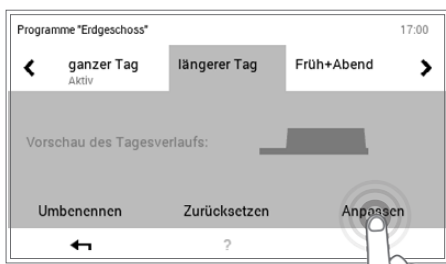 Programme "Erdgeschoss" 17:00
ganzer Tag längerer Tag Früh+Abend
Aktiv
Vorschau des Tagesverlaufs:
Umbenennen Zurücksetzen Anpassen
?